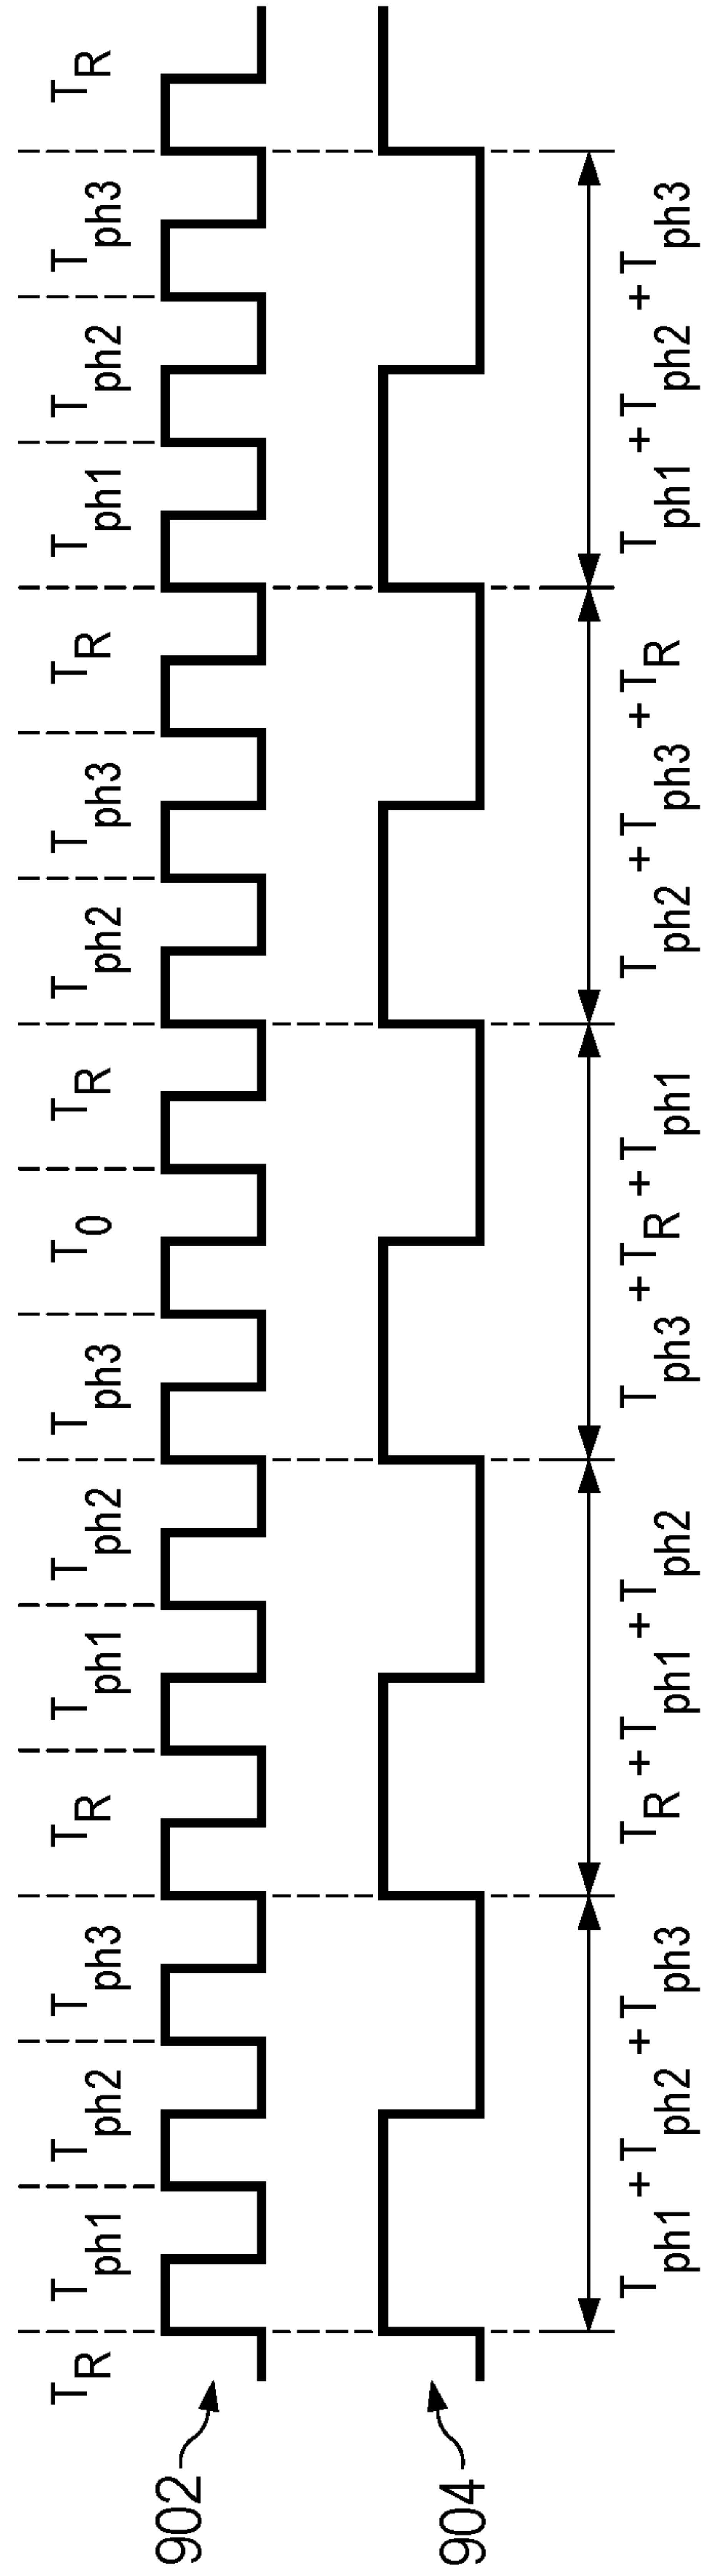 T_R T_ph1 T_ph2 T_ph3 T_R T_ph1 T_ph2 T_ph3 T_0 T_R T_ph2 T_ph3 T_R T_ph1 T_ph2 T_ph3 T_R
902
904
T_ph1 +T_ph2 +T_ph3 T_R +T_ph1 +T_ph2 T_ph3 +T_R +T_ph1 T_ph2 +T_ph3 +T_R T_ph1 +T_ph2 +T_ph3